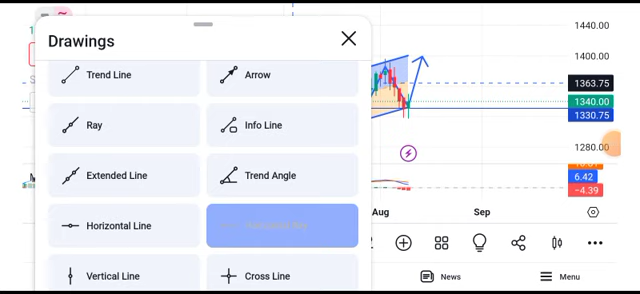 Drawings
Trend Line
Arrow
Ray
Info Line
Extended Line
Trend Angle
Horizontal Line
Vertical Line
Cross Line
1440.00
1400.00
1363.75
1340.00
1330.75
1280.00
6.42
−4.39
Aug
Sep
News
Menu